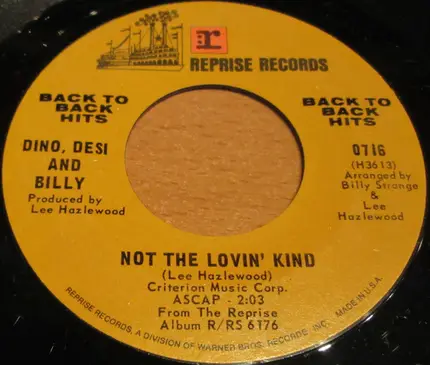 r
REPRISE RECORDS
BACK TO
BACK
HITS
BACK TO
BACK
HITS
DINO, DESI
AND
BILLY
Produced by
Lee Hazlewood
0716
(H3613)
Arranged by
Billy Strange
&
Lee
Hazlewood
NOT THE LOVIN' KIND
(Lee Hazlewood)
Criterion Music Corp.
ASCAP - 2:03
From The Reprise
Album R/RS 6176
REPRISE RECORDS, A DIVISION OF WARNER BROS. RECORDS, INC.
MADE IN U.S.A.